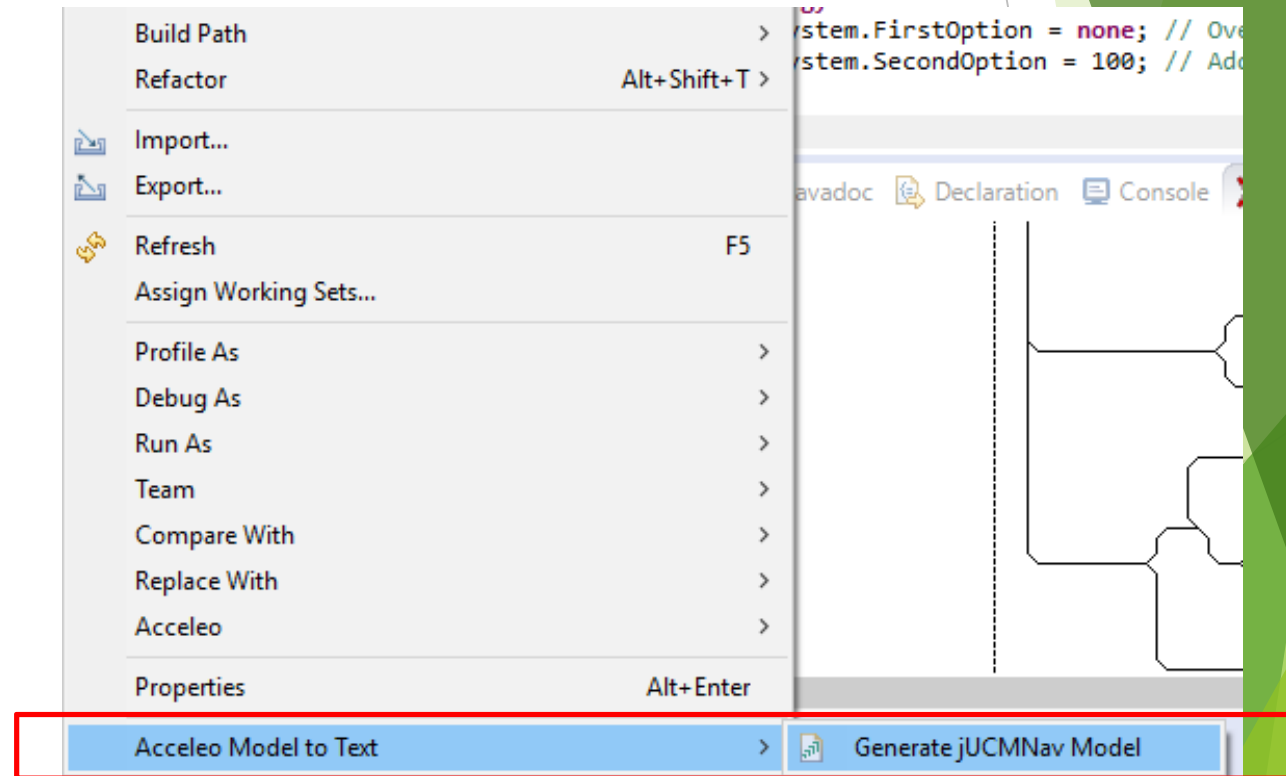 Build Path
Refactor Alt+Shift+T
Import...
Export...
Refresh F5
Assign Working Sets...
Profile As
Debug As
Run As
Team
Compare With
Replace With
Acceleo
Properties Alt+Enter
Acceleo Model to Text
Generate jUCMNav Model
ystem.FirstOption = none; // Ove
ystem.SecondOption = 100; // Add
avadoc Declaration Console